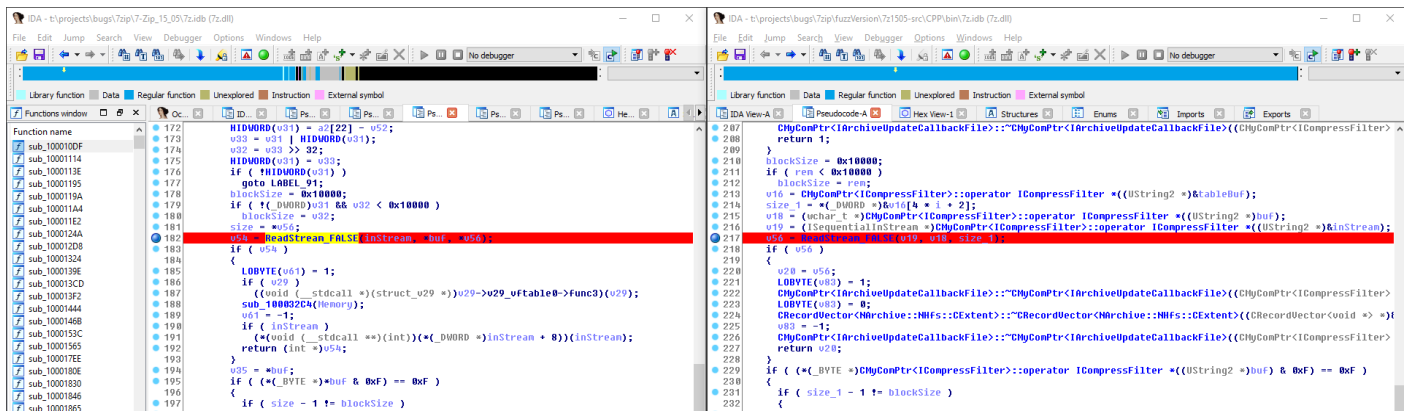 IDA - t:\projects\bugs\7zip\7-Zip_15_05\7z.idb (7z.dll)
File Edit Jump Search View Debugger Options Windows Help
No debugger
Library function Data Regular function Unexplored Instruction External symbol
Functions window
Oc... ID... Ps... Ps... Ps... Ps... Ps... He...
Function name
sub_100010DF
sub_10001114
sub_1000113E
sub_10001195
sub_1000119A
sub_100011A4
sub_100011E2
sub_1000124A
sub_100012D8
sub_10001324
sub_1000139E
sub_100013CD
sub_100013F2
sub_10001444
sub_1000146B
sub_1000153C
sub_10001565
sub_100017EE
sub_1000180E
sub_10001830
sub_10001846
sub_10001865
172 HIDWORD(v31) = a2[22] - v52;
173 v33 = v31 | HIDWORD(v31);
174 v32 = v33 >> 32;
175 HIDWORD(v31) = v33;
176 if ( !HIDWORD(v31) )
177 goto LABEL_91;
178 blockSize = 0x10000;
179 if ( !(_DWORD)v31 && v32 < 0x10000 )
180 blockSize = v32;
181 size = *v56;
182 v54 = ReadStream_FALSE(inStream, *buf, *v56);
183 if ( v54 )
184 {
185 LOBYTE(v61) = 1;
186 if ( v29 )
187 ((void (__stdcall *)(struct_v29 *))v29->v29_vftable0->func3)(v29);
188 sub_100032C4(Memory);
189 v61 = -1;
190 if ( inStream )
191 (*(void (__stdcall **)(int))(*(_DWORD *)inStream + 8))(inStream);
192 return (int *)v54;
193 }
194 v35 = *buf;
195 if ( (*(_BYTE *)*buf & 0xF) == 0xF )
196 {
197 if ( size - 1 != blockSize )
IDA - t:\projects\bugs\7zip\fuzzVersion\7z1505-src\CPP\bin\7z.idb (7z.dll)
File Edit Jump Search View Debugger Options Windows Help
No debugger
Library function Data Regular function Unexplored Instruction External symbol
IDA View-A Pseudocode-A Hex View-1 Structures Enums Imports Exports
207 CMyComPtr<IArchiveUpdateCallbackFile>::~CMyComPtr<IArchiveUpdateCallbackFile>((CMyComPtr<ICompressFilter>
208 return 1;
209 }
210 blockSize = 0x10000;
211 if ( rem < 0x10000 )
212 blockSize = rem;
213 v16 = CMyComPtr<ICompressFilter>::operator ICompressFilter *((UString2 *)&tableBuf);
214 size_1 = *(_DWORD *)&v16[4 * i + 2];
215 v18 = (wchar_t *)CMyComPtr<ICompressFilter>::operator ICompressFilter *((UString2 *)buf);
216 v19 = (ISequentialInStream *)CMyComPtr<ICompressFilter>::operator ICompressFilter *((UString2 *)&inStream);
217 v56 = ReadStream_FALSE(v19, v18, size_1);
218 if ( v56 )
219 {
220 v20 = v56;
221 LOBYTE(v83) = 1;
222 CMyComPtr<IArchiveUpdateCallbackFile>::~CMyComPtr<IArchiveUpdateCallbackFile>((CMyComPtr<ICompressFilter>
223 LOBYTE(v83) = 0;
224 CRecordVector<NArchive::NHfs::CExtent>::~CRecordVector<NArchive::NHfs::CExtent>((CRecordVector<void *> *)&
225 v83 = -1;
226 CMyComPtr<IArchiveUpdateCallbackFile>::~CMyComPtr<IArchiveUpdateCallbackFile>((CMyComPtr<ICompressFilter>
227 return v20;
228 }
229 if ( (*(_BYTE *)CMyComPtr<ICompressFilter>::operator ICompressFilter *((UString2 *)buf) & 0xF) == 0xF )
230 {
231 if ( size_1 - 1 != blockSize )
232 {